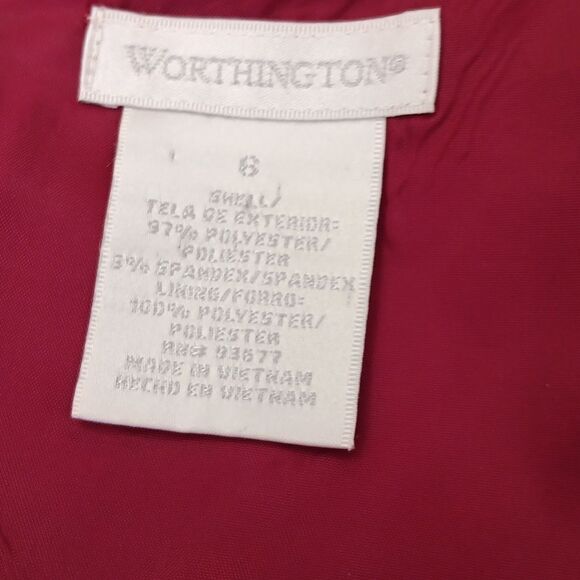 WORTHINGTON®
6
SHELL/
TELA DE EXTERIOR:
97% POLYESTER/
POLIESTER
3% SPANDEX/SPANDEX
LINING/FORRO:
100% POLYESTER/
POLIESTER
RN# 93677
MADE IN VIETNAM
HECHO EN VIETNAM